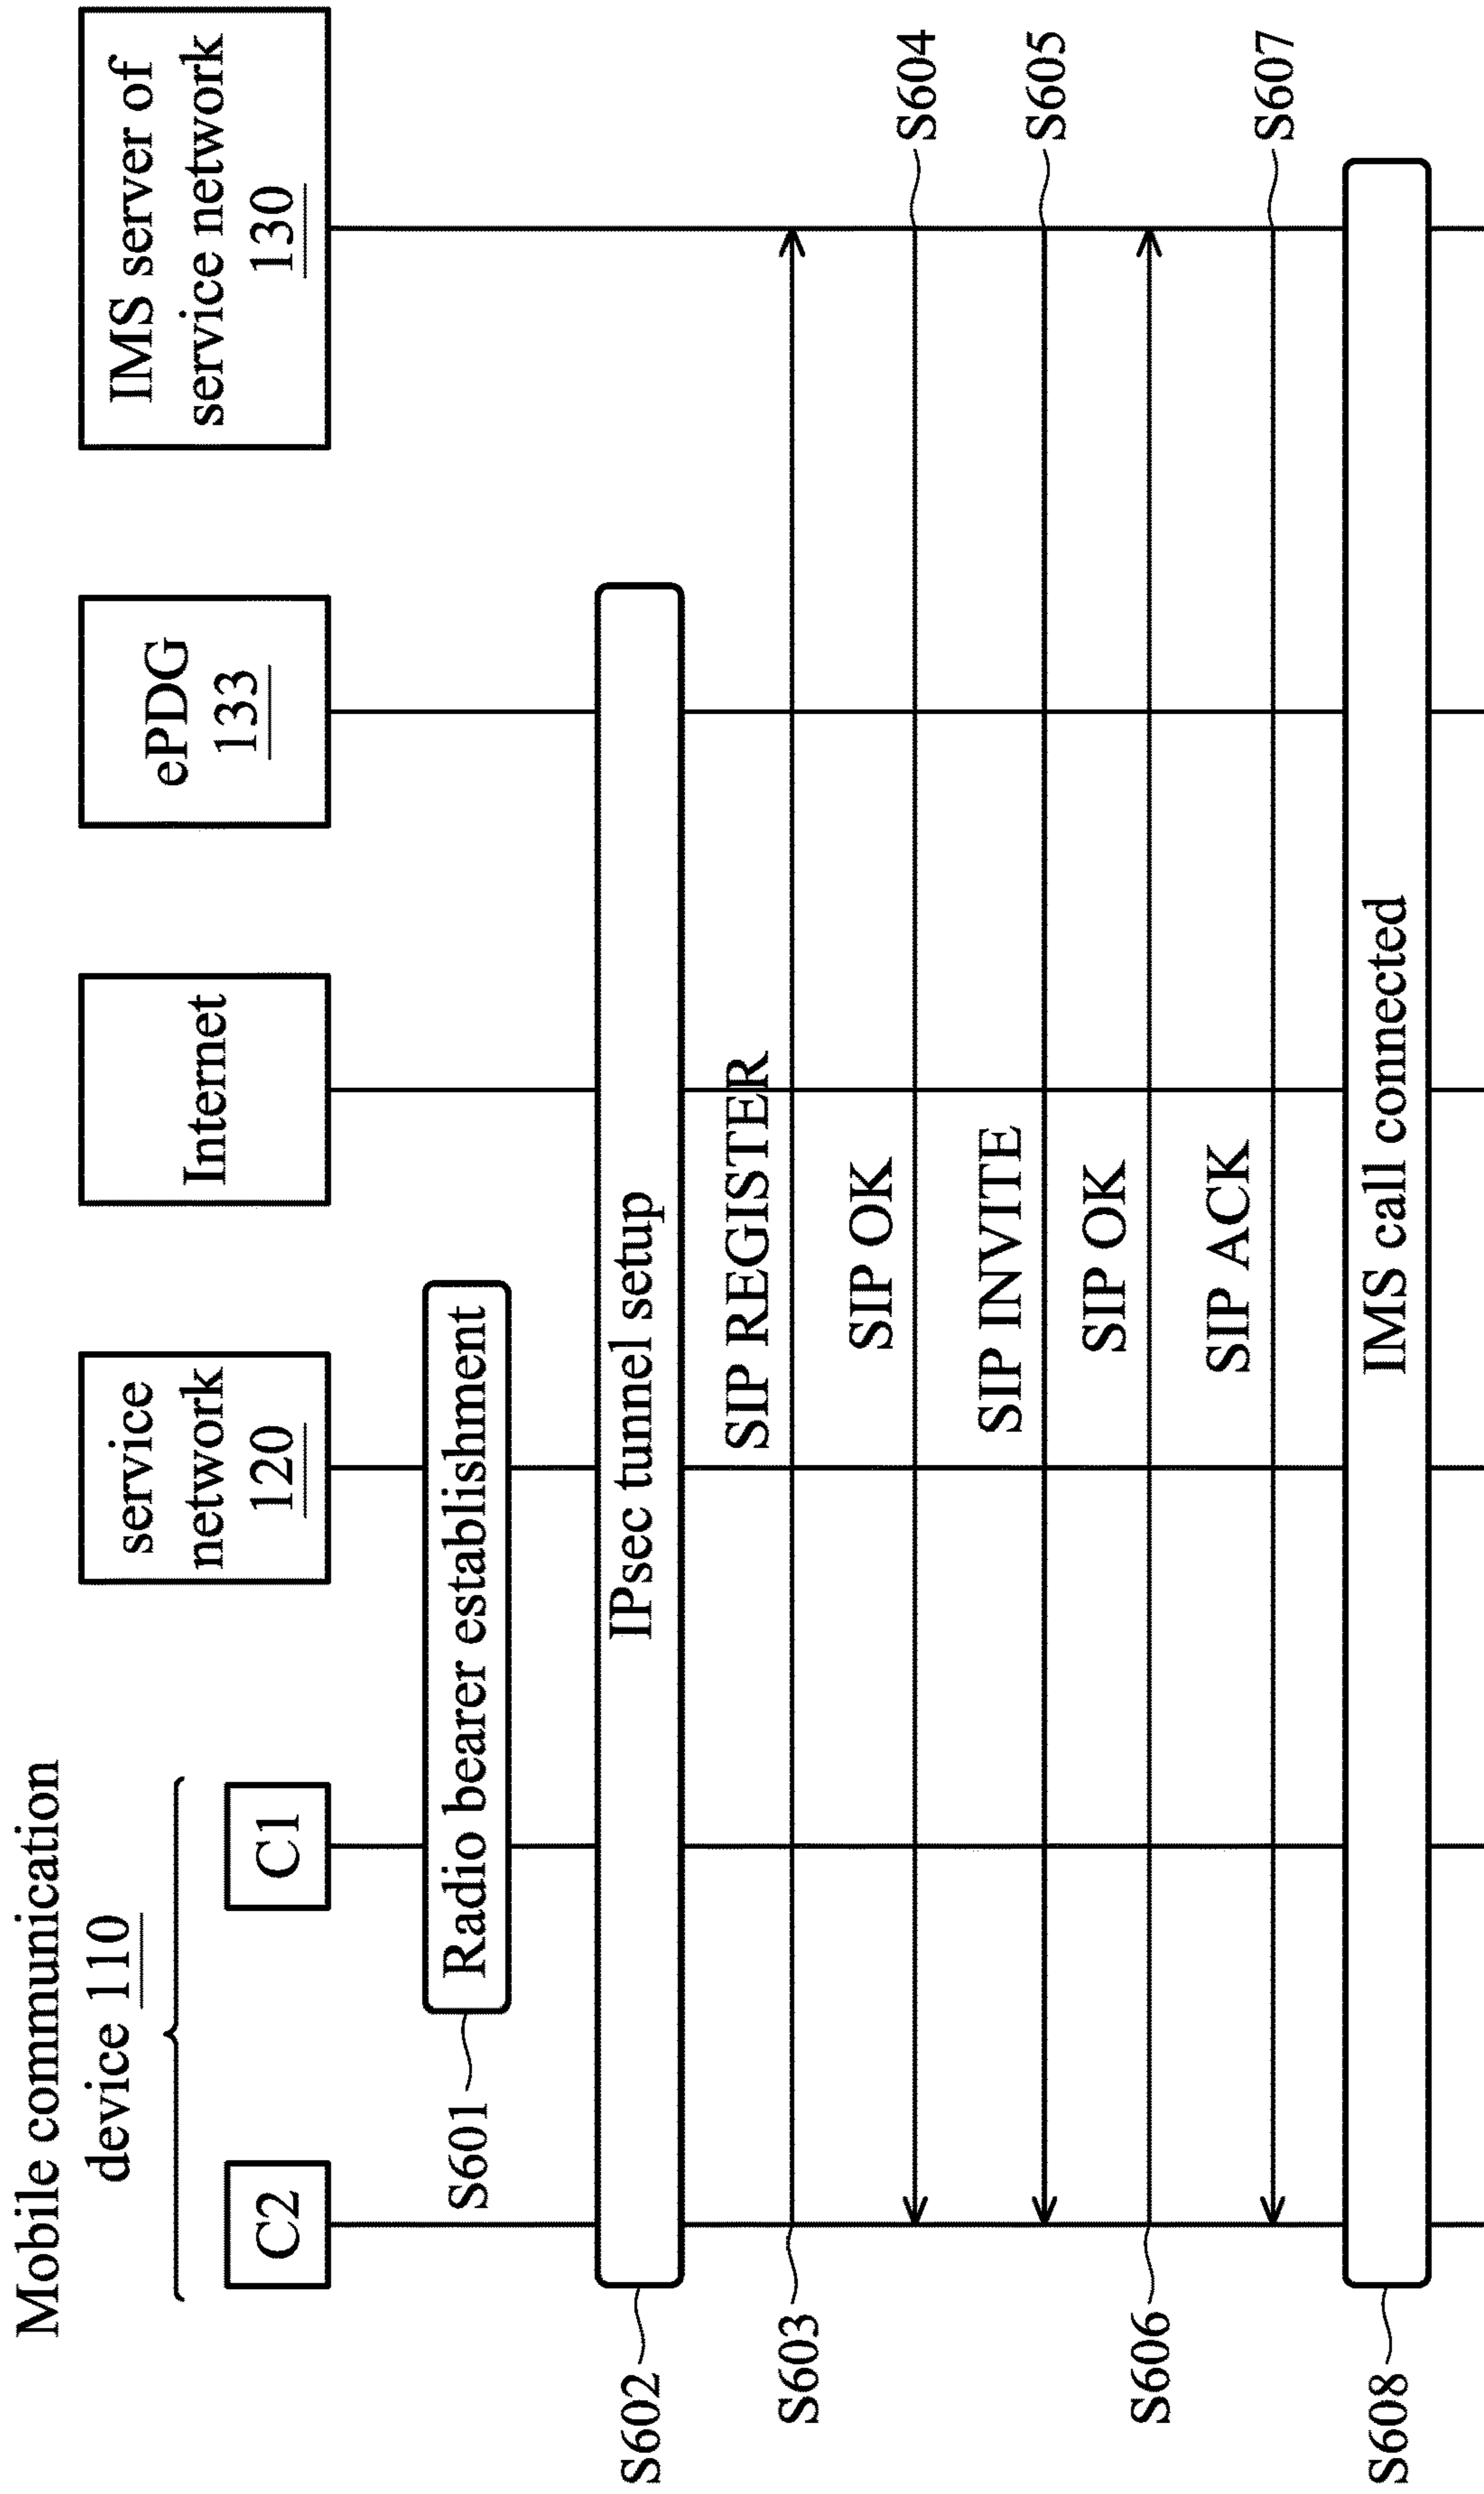 Mobile communication
device 110
C2
C1
service
network
120
Internet
ePDG
133
IMS server of
service network
130
S601
Radio bearer establishment
S602
IPsec tunnel setup
SIP REGISTER
S603
SIP OK
S604
SIP INVITE
S605
SIP OK
S606
SIP ACK
S607
IMS call connected
S608